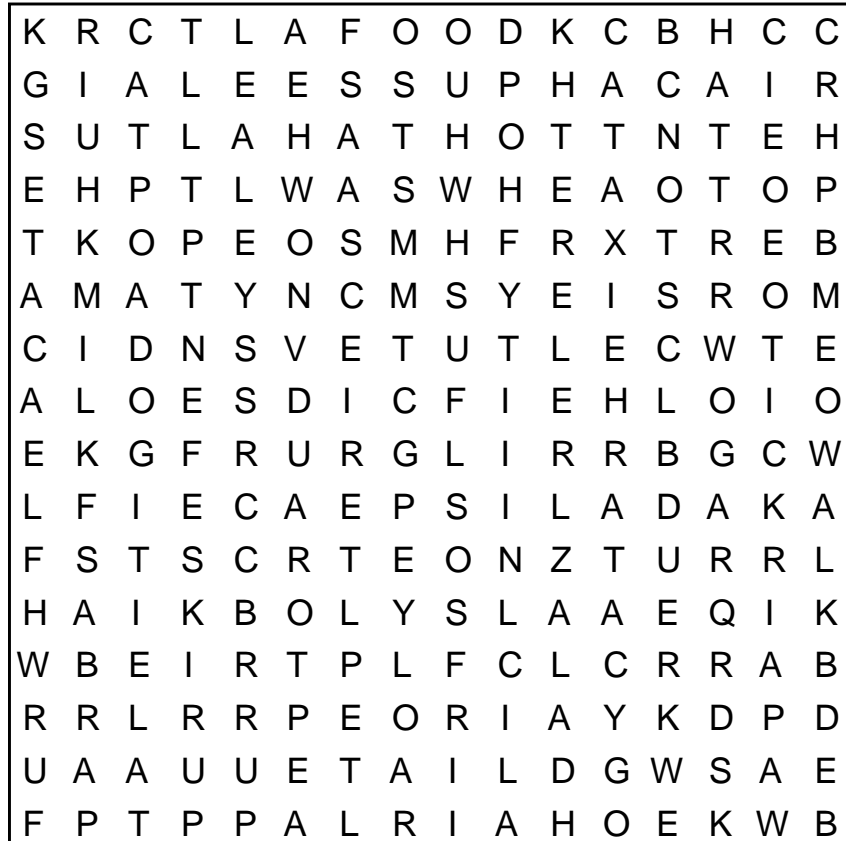 K R C T L A F O O D K C B H C C
G I A L E E S S U P H A C A I R
S U T L A H A T H O T T N T E H
E H P T L W A S W H E A O T O P
T K O P E O S M H F R X T R E B
A M A T Y N C M S Y E I S R O M
C I D N S V E T U T L E C W T E
A L O E S D I C F I E H L O I O
E K G F R U R G L I R R B G C W
L F I E C A E P S I L A D A K A
F S T S C R T E O N Z T U R R L
H A I K B O L Y S L A A E Q I K
W B E I R T P L F C L C R R A B
R R L R R P E O R I A Y K D P D
U A A U U E T A I L D G W S A E
F P T P P A L R I A H O E K W B